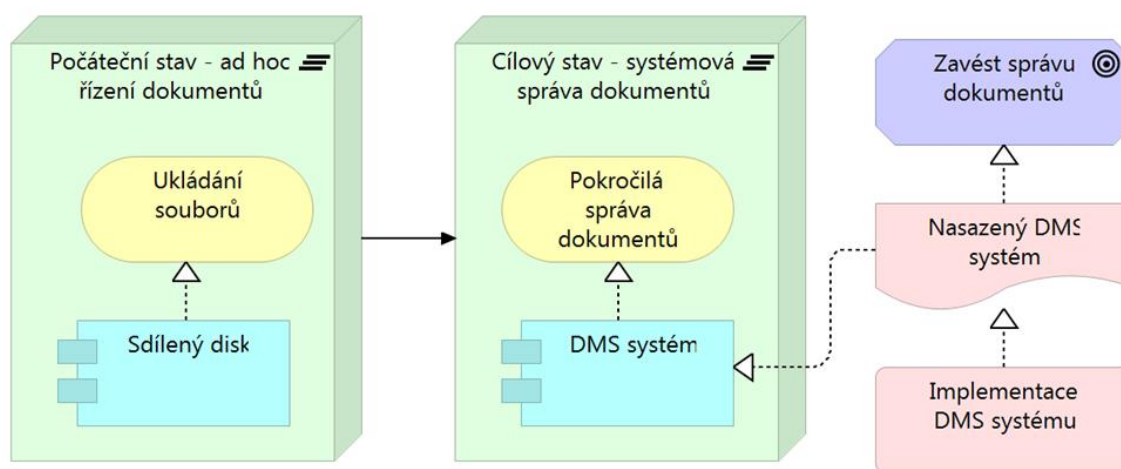 Počáteční stav - ad hoc
řízení dokumentů
Ukládání
souborů
Sdílený disk
Cílový stav - systémová
správa dokumentů
Pokročilá
správa
dokumentů
DMS systém
Zavést správu
dokumentů
Nasazený DMS
systém
Implementace
DMS systému